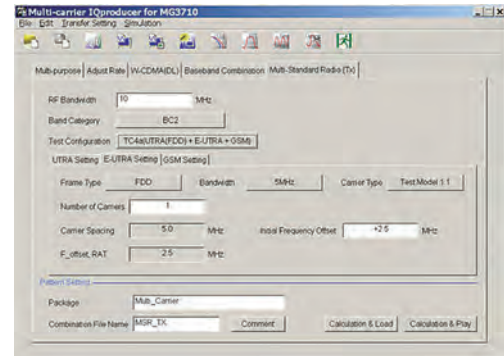 Multi-carrier IQproducer for MG3710
File Edit Transfer Setting Simulation
Multi-purpose Adjust Rate W-CDMA(DL) Baseband Combination Multi-Standard Radio (Tx)
RF Bandwidth 10 MHz
Band Category BC2
Test Configuration TC4a(UTRA(FDD) + E-UTRA + GSM)
UTRA Setting E-UTRA Setting GSM Setting
Frame Type FDD Bandwidth 5MHz Carrier Type Test Model 1.1
Number of Carriers 1
Carrier Spacing 5.0 MHz Initial Frequency Offset +2.5 MHz
F_offset, RAT 2.5 MHz
Pattern Setting
Package Multi_Carrier
Combination File Name MSR_TX Comment Calculation & Load Calculation & Play